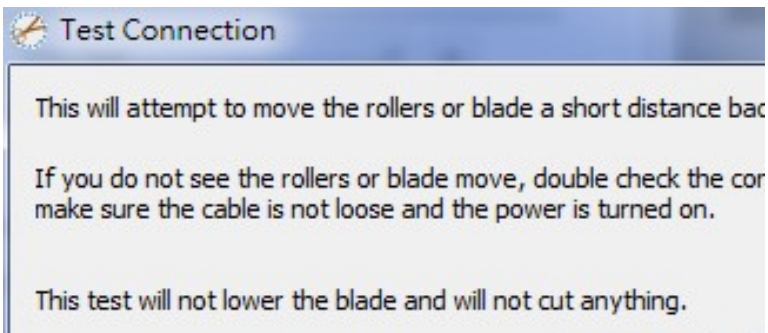 Test Connection
This will attempt to move the rollers or blade a short distance
If you do not see the rollers or blade move, double check the
make sure the cable is not loose and the power is turned on.
This test will not lower the blade and will not cut anything.